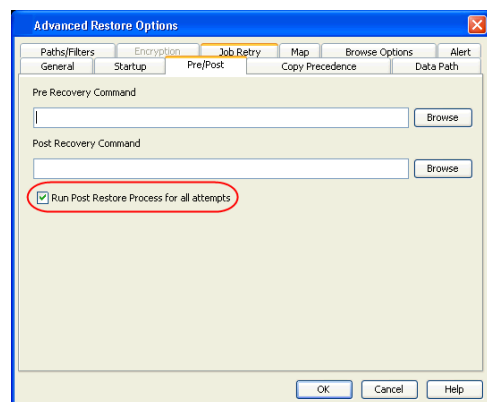 Advanced Restore Options
Paths/Filters Encryption Job Retry Map Browse Options Alert
General Startup Pre/Post Copy Precedence Data Path
Pre Recovery Command
Browse
Post Recovery Command
Browse
Run Post Restore Process for all attempts
OK Cancel Help